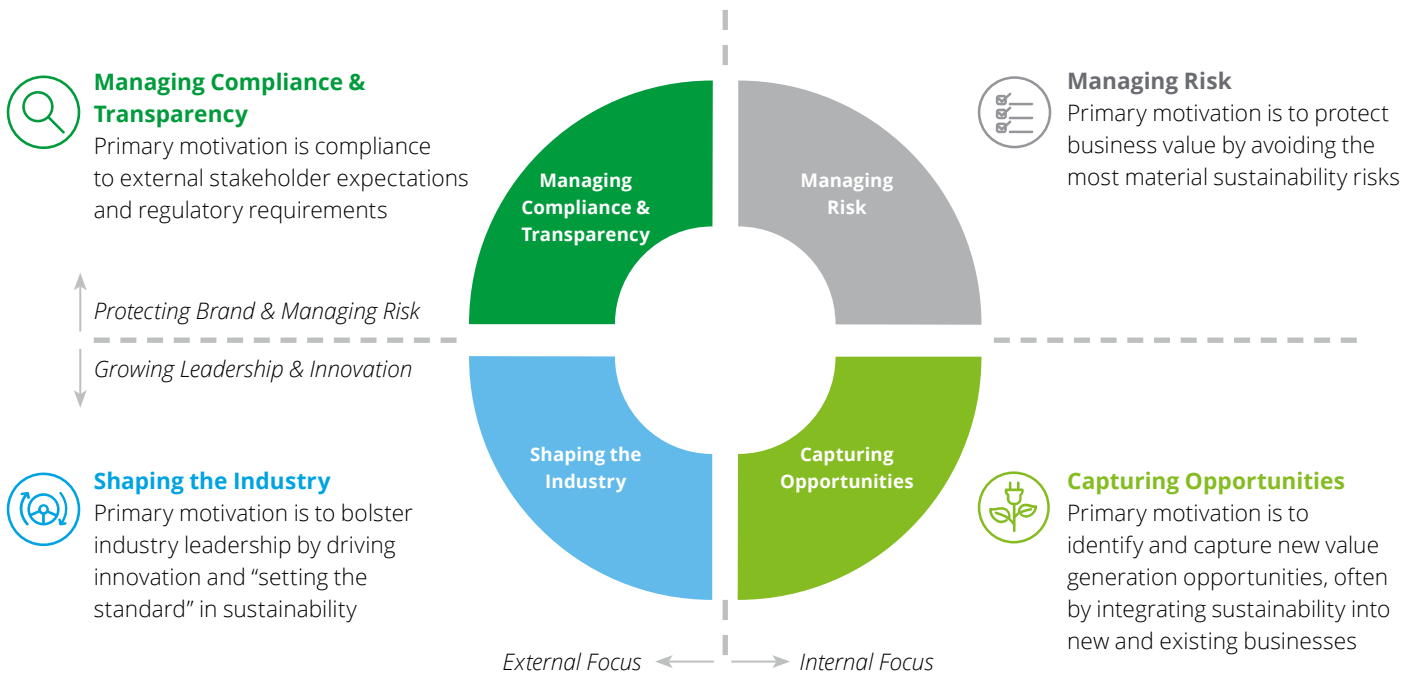 Managing Compliance &
Transparency
Primary motivation is compliance
to external stakeholder expectations
and regulatory requirements
Managing Risk
Primary motivation is to protect
business value by avoiding the
most material sustainability risks
Managing
Compliance &
Transparency
Managing
Risk
Protecting Brand & Managing Risk
Growing Leadership & Innovation
Shaping the
Industry
Capturing
Opportunities
Shaping the Industry
Primary motivation is to bolster
industry leadership by driving
innovation and “setting the
standard” in sustainability
Capturing Opportunities
Primary motivation is to
identify and capture new value
generation opportunities, often
by integrating sustainability into
new and existing businesses
External Focus
Internal Focus